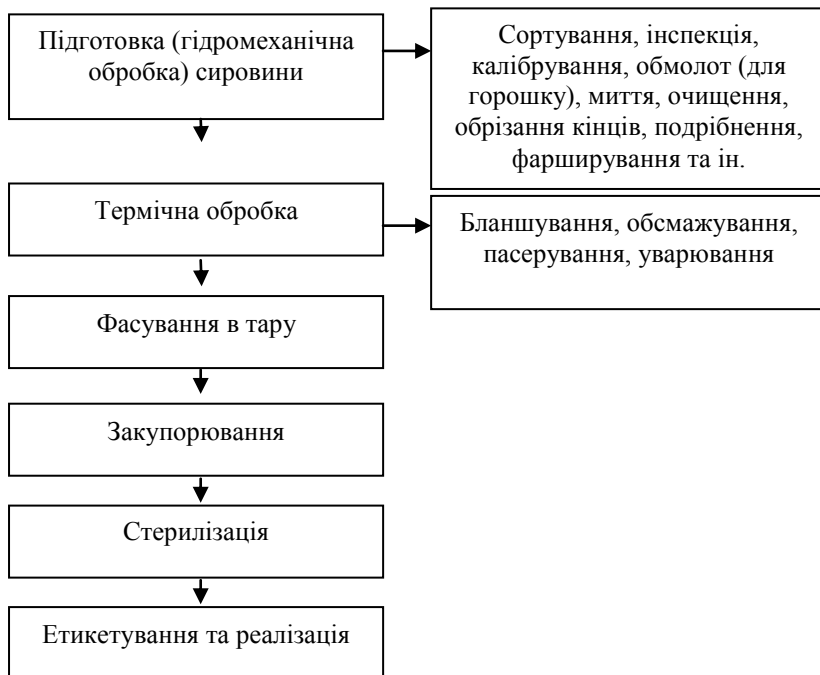 Підготовка (гідромеханічна
обробка) сировини
Сортування, інспекція,
калібрування, обмолот (для
горошку), миття, очищення,
обрізання кінців, подрібнення,
фарширування та ін.
Термічна обробка
Бланшування, обсмажування,
пасерування, уварювання
Фасування в тару
Закупорювання
Стерилізація
Етикетування та реалізація